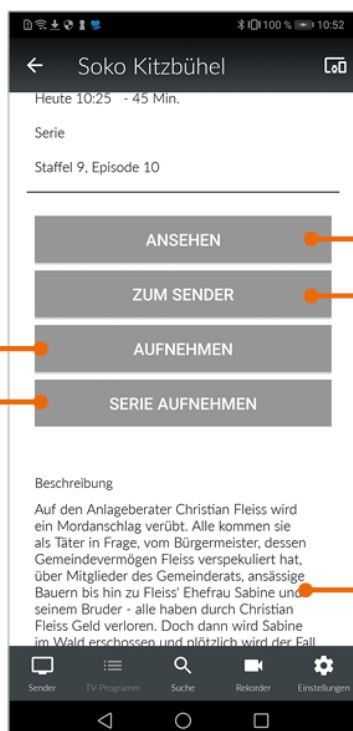 100 % 10:52
Soko Kitzbühel
Heute 10:25 - 45 Min.
Serie
Staffel 9, Episode 10
ANSEHEN
ZUM SENDER
AUFNEHMEN
SERIE AUFNEHMEN
Beschreibung
Auf den Anlageberater Christian Fleiss wird
ein Mordanschlag verübt. Alle kommen sie
als Täter in Frage, vom Bürgermeister, dessen
Gemeindevermögen Fleiss verspekuliert hat,
über Mitglieder des Gemeinderats, ansässige
Bauern bis hin zu Fleiss' Ehefrau Sabine und
seinem Bruder - alle haben durch Christian
Fleiss Geld verloren. Doch dann wird Sabine
im Wald erschossen und plötzlich wird der Fall
Sender TV-Programm Suche Rekorder Einstellungen